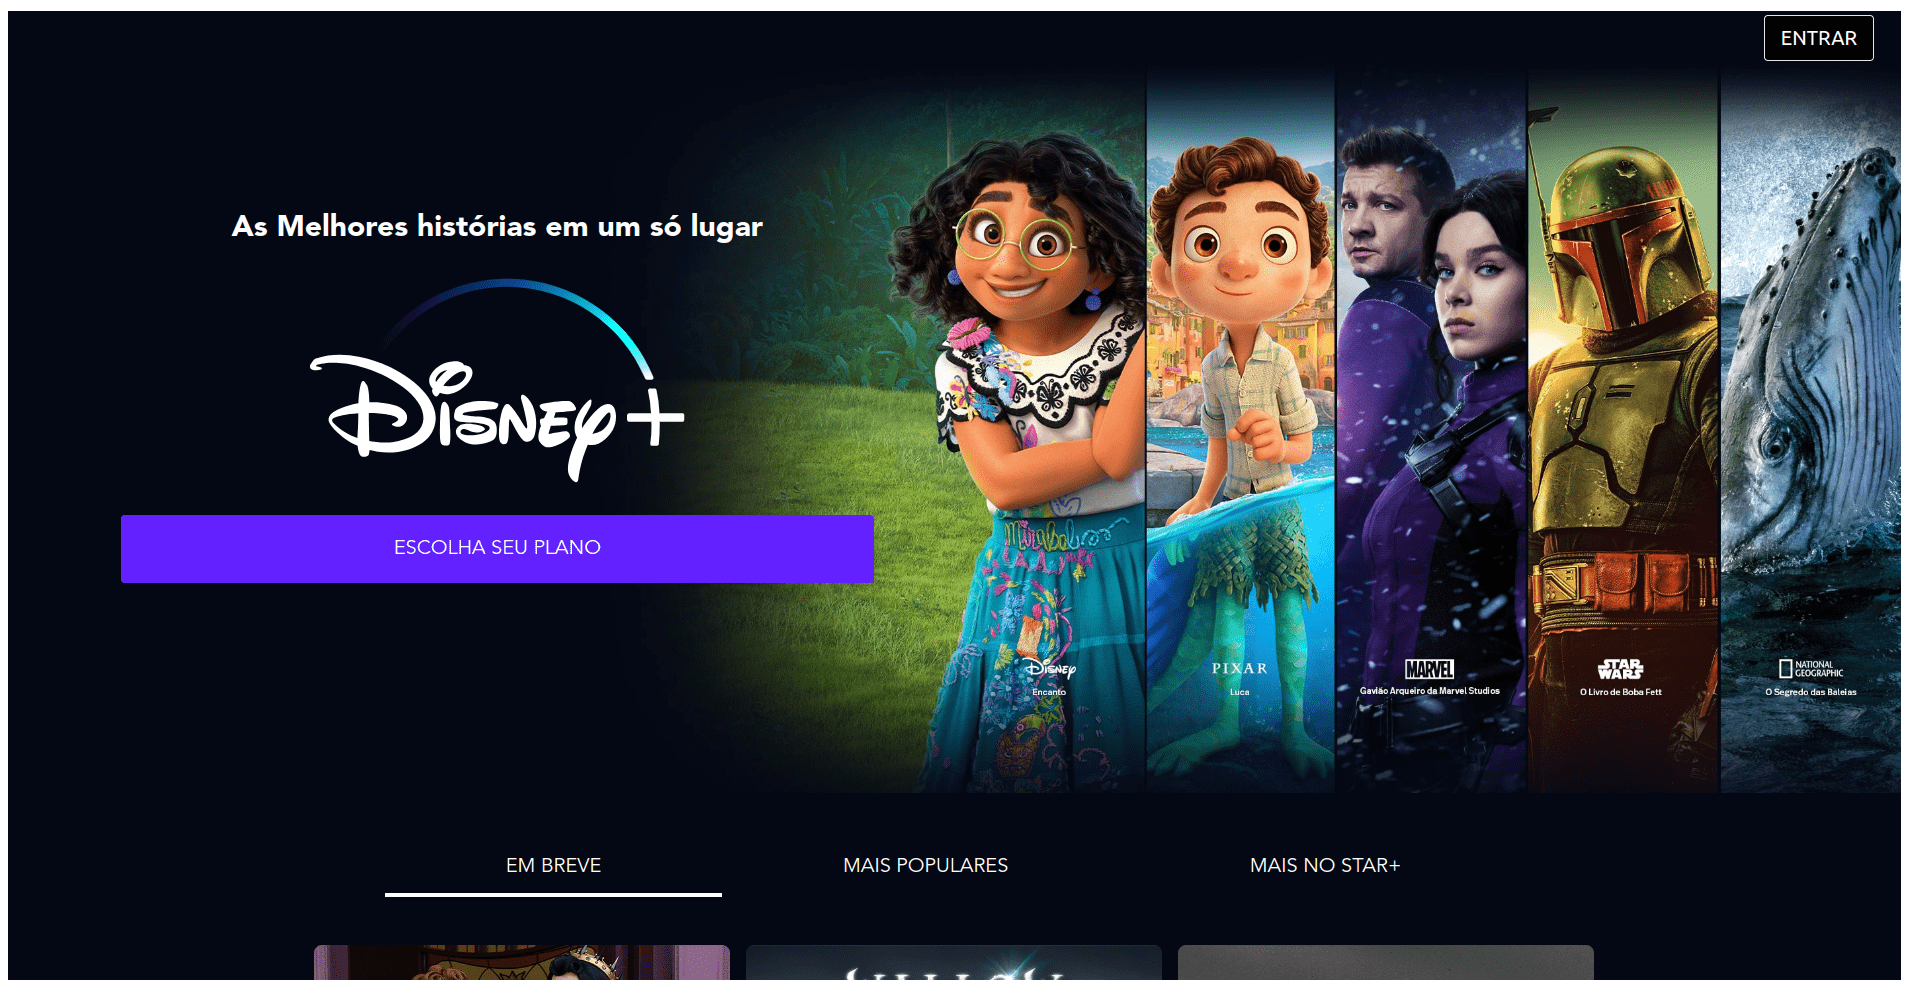 ENTRAR
As Melhores histórias em um só lugar
Disney+
ESCOLHA SEU PLANO
Disney
Encanto
PIXAR
Luca
MARVEL
Gavião Arqueiro da Marvel Studios
STAR
WARS
O Livro de Boba Fett
NATIONAL
GEOGRAPHIC
O Segredo das Baleias
EM BREVE
MAIS POPULARES
MAIS NO STAR+